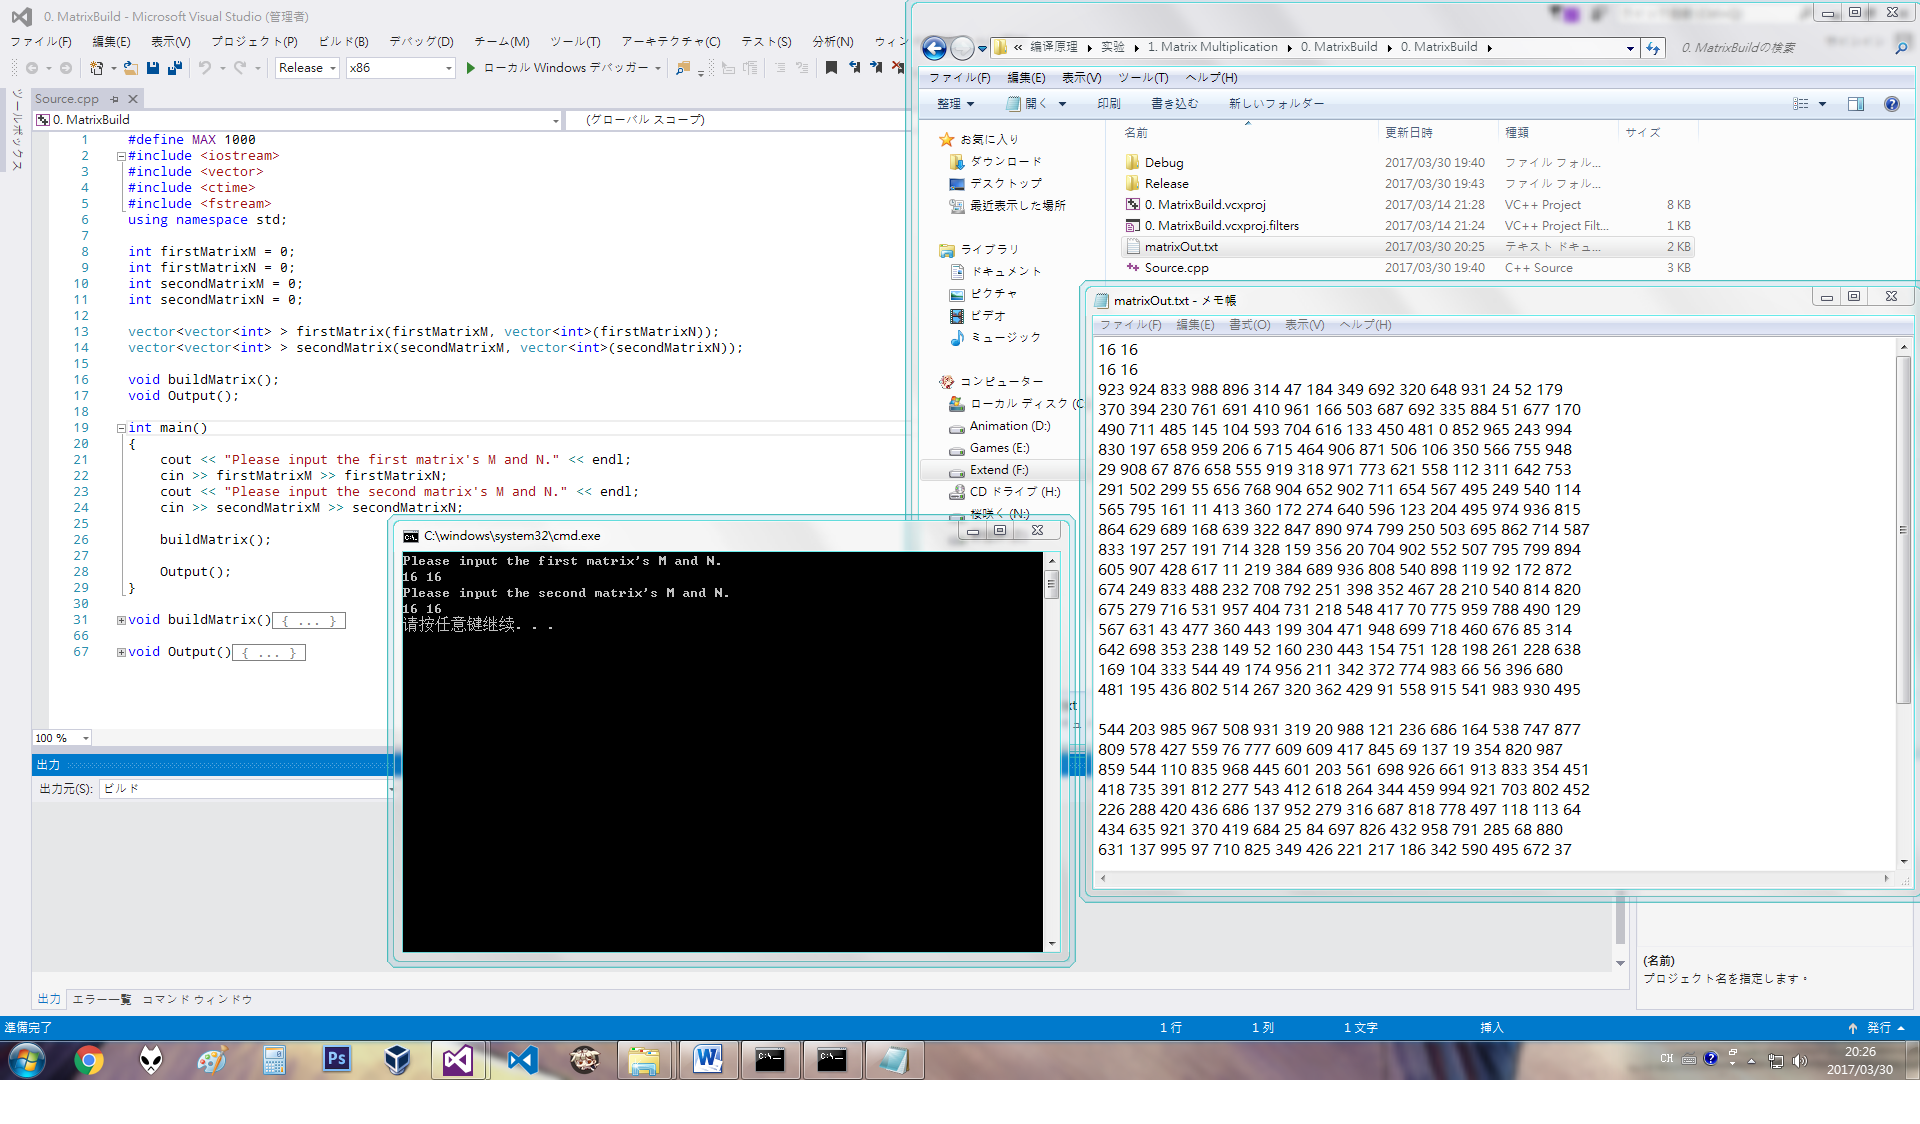 0. MatrixBuild - Microsoft Visual Studio (管理者)
ファイル(F) 編集(E) 表示(V) プロジェクト(P) ビルド(B) デバッグ(D) チーム(M) ツール(T) アーキテクチャ(C) テスト(S) 分析(N) ウィン
Release x86 ローカル Windows デバッガー
ツールボックス
Source.cpp
0. MatrixBuild (グローバル スコープ)
1 #define MAX 1000
2 #include <iostream>
3 #include <vector>
4 #include <ctime>
5 #include <fstream>
6 using namespace std;
7
8 int firstMatrixM = 0;
9 int firstMatrixN = 0;
10 int secondMatrixM = 0;
11 int secondMatrixN = 0;
12
13 vector<vector<int> > firstMatrix(firstMatrixM, vector<int>(firstMatrixN));
14 vector<vector<int> > secondMatrix(secondMatrixM, vector<int>(secondMatrixN));
15
16 void buildMatrix();
17 void Output();
18
19 int main()
20 {
21 cout << "Please input the first matrix's M and N." << endl;
22 cin >> firstMatrixM >> firstMatrixN;
23 cout << "Please input the second matrix's M and N." << endl;
24 cin >> secondMatrixM >> secondMatrixN;
25
26 buildMatrix();
27
28 Output();
29 }
30
31 void buildMatrix(){ ... }
66
67 void Output(){ ... }
100 %
出力
出力元(S): ビルド
出力 エラー一覧 コマンド ウィンドウ
準備完了 1 行 1 列 1 文字 挿入 発行
« 编译原理 ▸ 实验 ▸ 1. Matrix Multiplication ▸ 0. MatrixBuild ▸ 0. MatrixBuild ▸ 0. MatrixBuildの検索
ファイル(F) 編集(E) 表示(V) ツール(T) ヘルプ(H)
整理 開く 印刷 書き込む 新しいフォルダー
お気に入り
ダウンロード
デスクトップ
最近表示した場所
ライブラリ
ドキュメント
ピクチャ
ビデオ
ミュージック
コンピューター
ローカル ディスク (C
Animation (D:)
Games (E:)
Extend (F:)
CD ドライブ (H:)
桜咲く (N:)
名前 更新日時 種類 サイズ
Debug 2017/03/30 19:40 ファイル フォル...
Release 2017/03/30 19:43 ファイル フォル...
0. MatrixBuild.vcxproj 2017/03/14 21:28 VC++ Project 8 KB
0. MatrixBuild.vcxproj.filters 2017/03/14 21:24 VC++ Project Filt... 1 KB
matrixOut.txt 2017/03/30 20:25 テキスト ドキュ... 2 KB
Source.cpp 2017/03/30 19:40 C++ Source 3 KB
C:\windows\system32\cmd.exe
Please input the first matrix's M and N.
16 16
Please input the second matrix's M and N.
16 16
请按任意键继续. . .
matrixOut.txt - メモ帳
ファイル(F) 編集(E) 書式(O) 表示(V) ヘルプ(H)
16 16
16 16
923 924 833 988 896 314 47 184 349 692 320 648 931 24 52 179
370 394 230 761 691 410 961 166 503 687 692 335 884 51 677 170
490 711 485 145 104 593 704 616 133 450 481 0 852 965 243 994
830 197 658 959 206 6 715 464 906 871 506 106 350 566 755 948
29 908 67 876 658 555 919 318 971 773 621 558 112 311 642 753
291 502 299 55 656 768 904 652 902 711 654 567 495 249 540 114
565 795 161 11 413 360 172 274 640 596 123 204 495 974 936 815
864 629 689 168 639 322 847 890 974 799 250 503 695 862 714 587
833 197 257 191 714 328 159 356 20 704 902 552 507 795 799 894
605 907 428 617 11 219 384 689 936 808 540 898 119 92 172 872
674 249 833 488 232 708 792 251 398 352 467 28 210 540 814 820
675 279 716 531 957 404 731 218 548 417 70 775 959 788 490 129
567 631 43 477 360 443 199 304 471 948 699 718 460 676 85 314
642 698 353 238 149 52 160 230 443 154 751 128 198 261 228 638
169 104 333 544 49 174 956 211 342 372 774 983 66 56 396 680
481 195 436 802 514 267 320 362 429 91 558 915 541 983 930 495

544 203 985 967 508 931 319 20 988 121 236 686 164 538 747 877
809 578 427 559 76 777 609 609 417 845 69 137 19 354 820 987
859 544 110 835 968 445 601 203 561 698 926 661 913 833 354 451
418 735 391 812 277 543 412 618 264 344 459 994 921 703 802 452
226 288 420 436 686 137 952 279 316 687 818 778 497 118 113 64
434 635 921 370 419 684 25 84 697 826 432 958 791 285 68 880
631 137 995 97 710 825 349 426 221 217 186 342 590 495 672 37
(名前)
プロジェクト名を指定します。
Ps W C:\_ C:\_ CH 20:26
2017/03/30